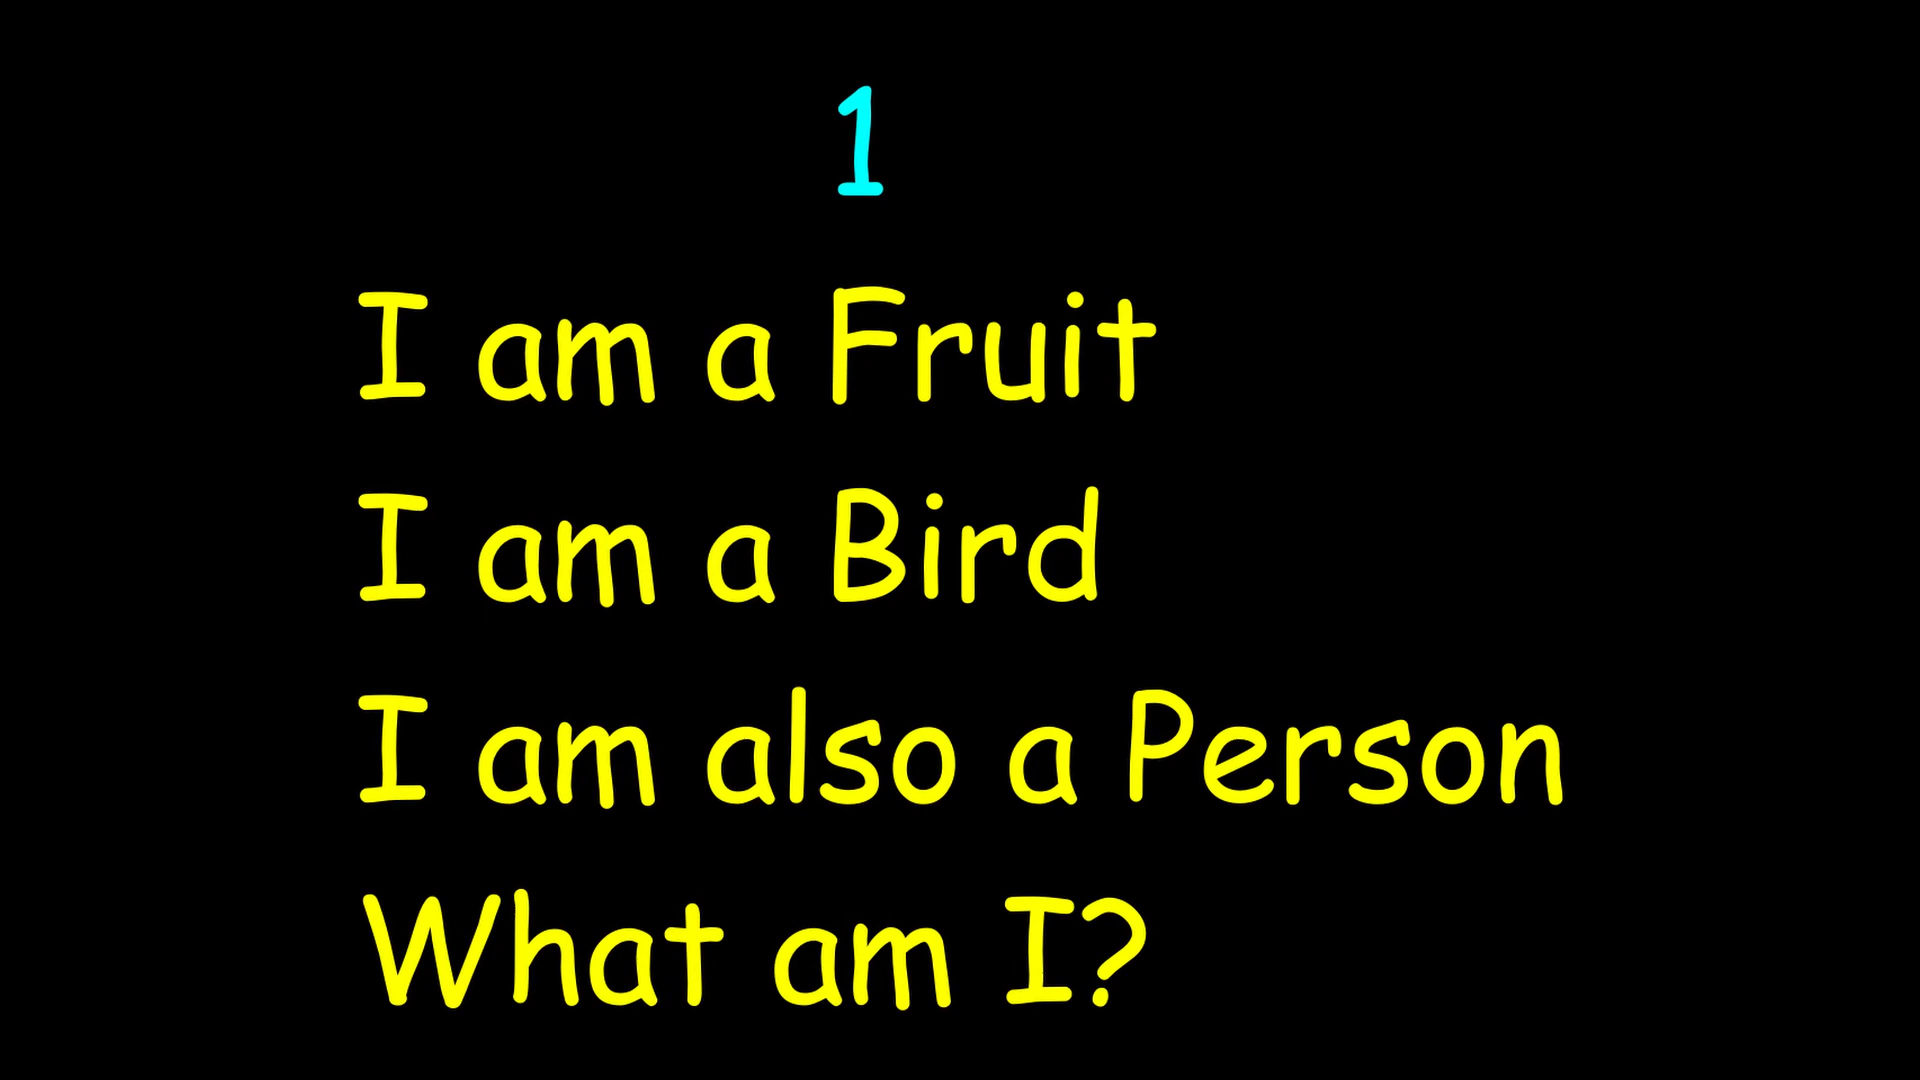 1
I am a Fruit
I am a Bird
I am also a Person
What am I?